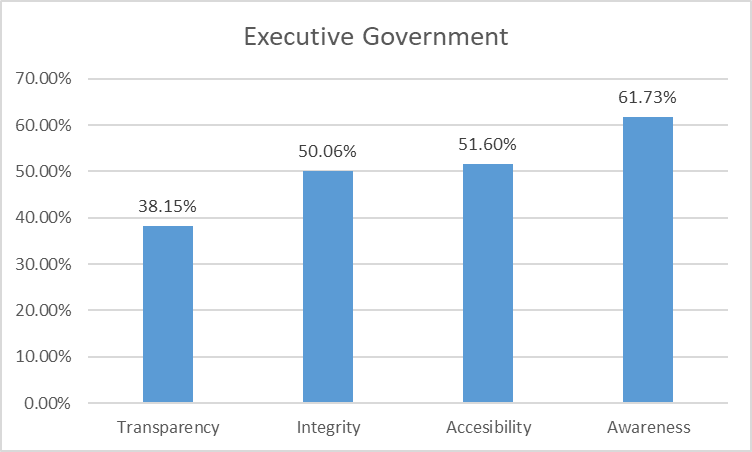 Executive Government
70.00%
60.00%
50.00%
40.00%
30.00%
20.00%
10.00%
0.00%
38.15%
50.06%
51.60%
61.73%
Transparency
Integrity
Accesibility
Awareness